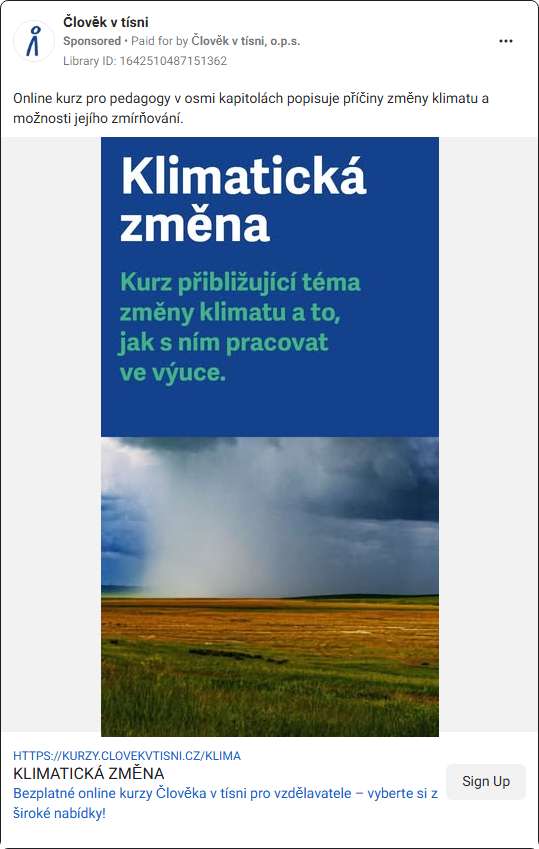 Člověk v tísni
Sponsored • Paid for by Člověk v tísni, o.p.s.
Library ID: 1642510487151362
Online kurz pro pedagogy v osmi kapitolách popisuje příčiny změny klimatu a
možnosti jejího zmírňování.
Klimatická
změna
Kurz přibližující téma
změny klimatu a to,
jak s ním pracovat
ve výuce.
HTTPS://KURZY.CLOVEKVTISNI.CZ/KLIMA
KLIMATICKÁ ZMĚNA
Bezplatné online kurzy Člověka v tísni pro vzdělavatele – vyberte si z
široké nabídky!
Sign Up